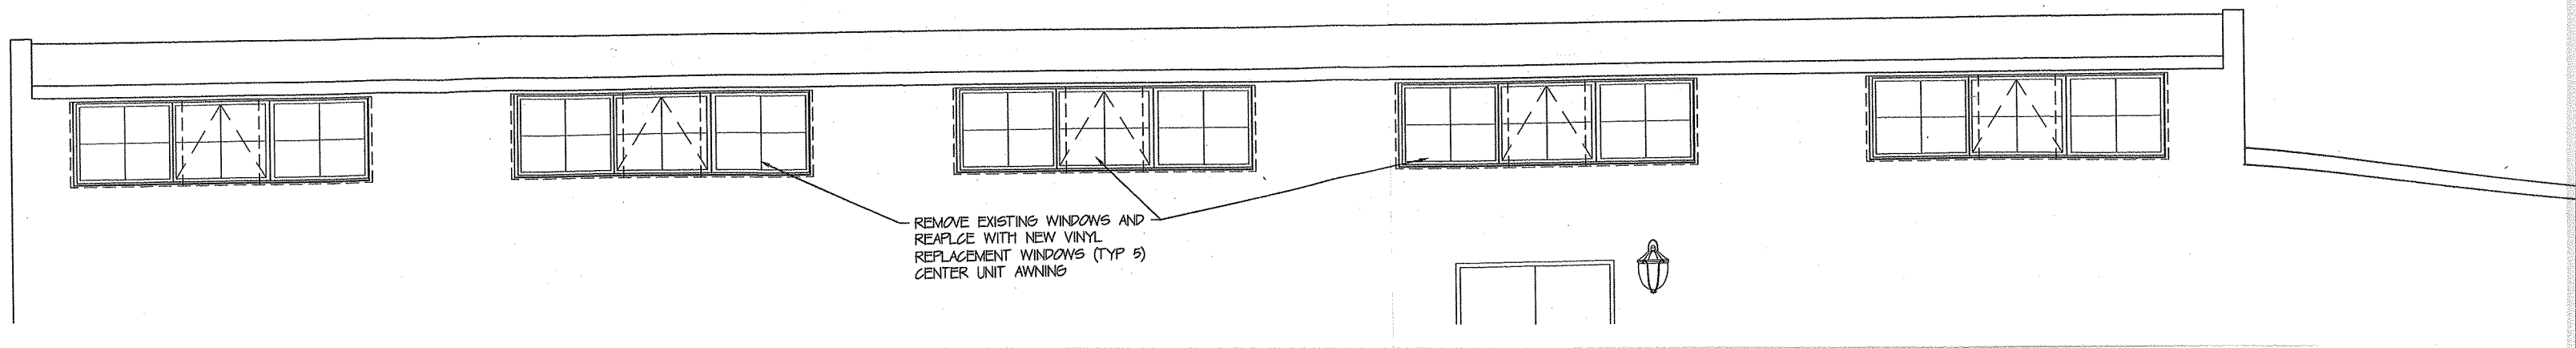 REMOVE EXISTING WINDOWS AND
REAPLCE WITH NEW VINYL
REPLACEMENT WINDOWS (TYP 5)
CENTER UNIT AWNING